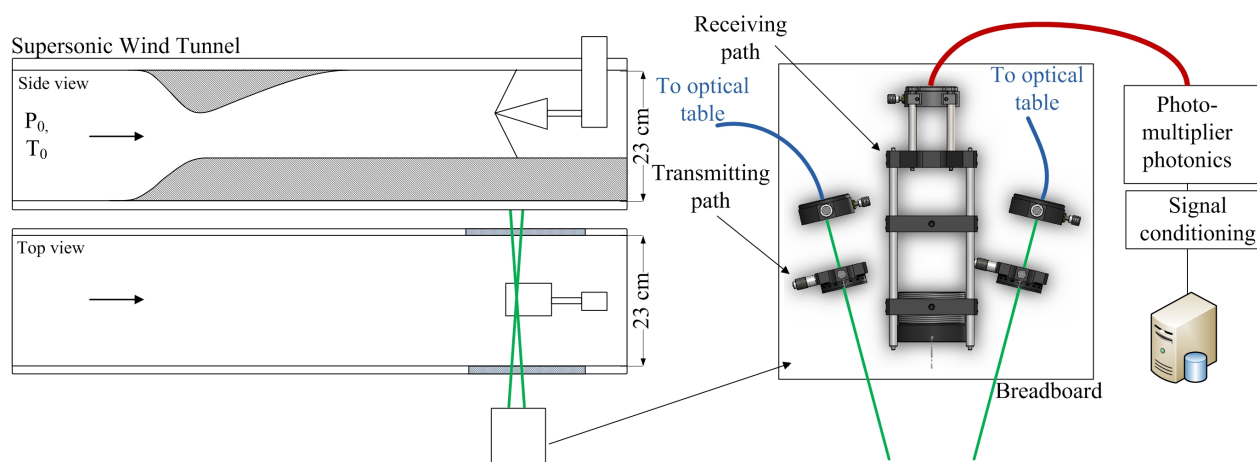 Supersonic Wind Tunnel
Side view
P0,
T0
23 cm
Top view
23 cm
Receiving
path
To optical
table
Transmitting
path
To optical
table
Breadboard
Photo-
multiplier
photonics
Signal
conditioning